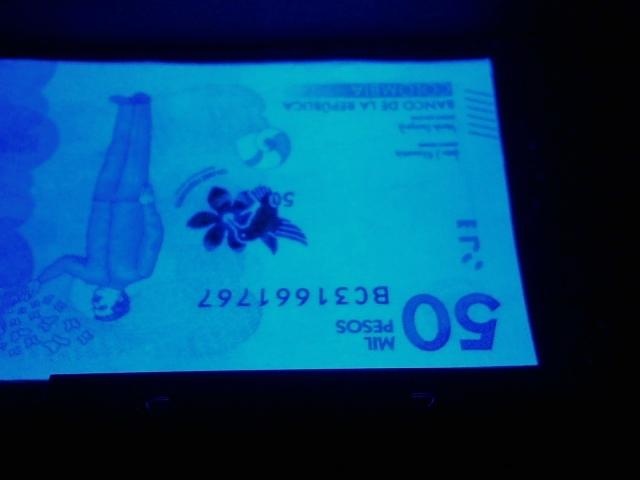 50
MIL
PESOS
BC31661767
50
BANCO DE LA REPÚBLICA
COLOMBIA